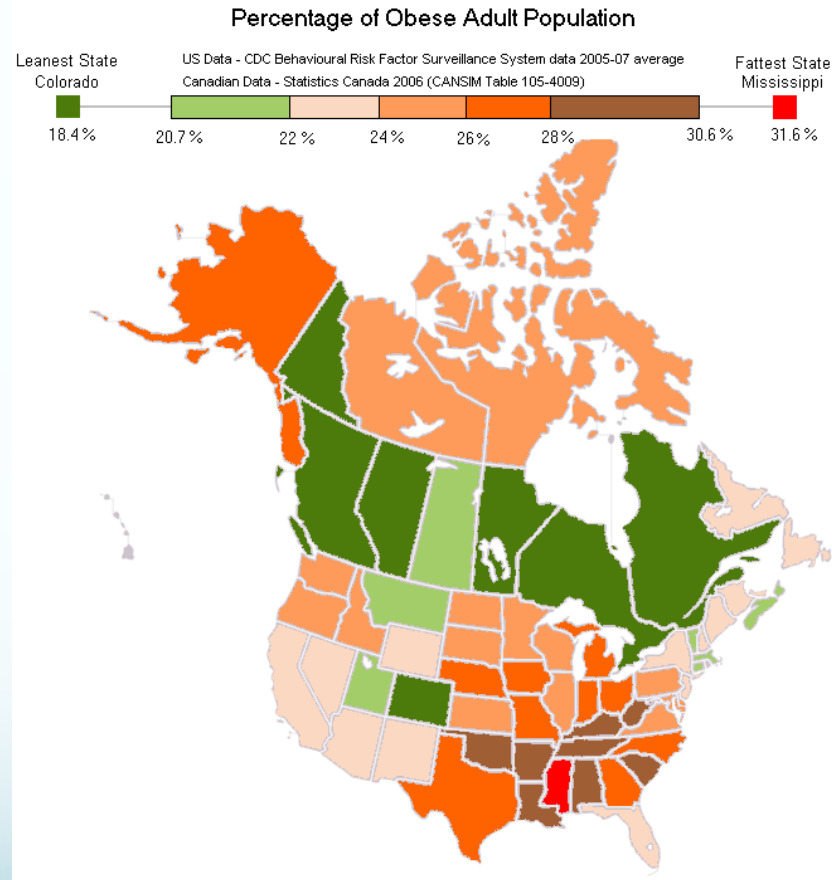 Percentage of Obese Adult Population
Leanest State
Colorado
US Data - CDC Behavioural Risk Factor Surveillance System data 2005-07 average
Canadian Data - Statistics Canada 2006 (CANSIM Table 105-4009)
Fattest State
Mississippi
18.4 %
20.7 %
22 %
24 %
26 %
28%
30.6 %
31.6 %